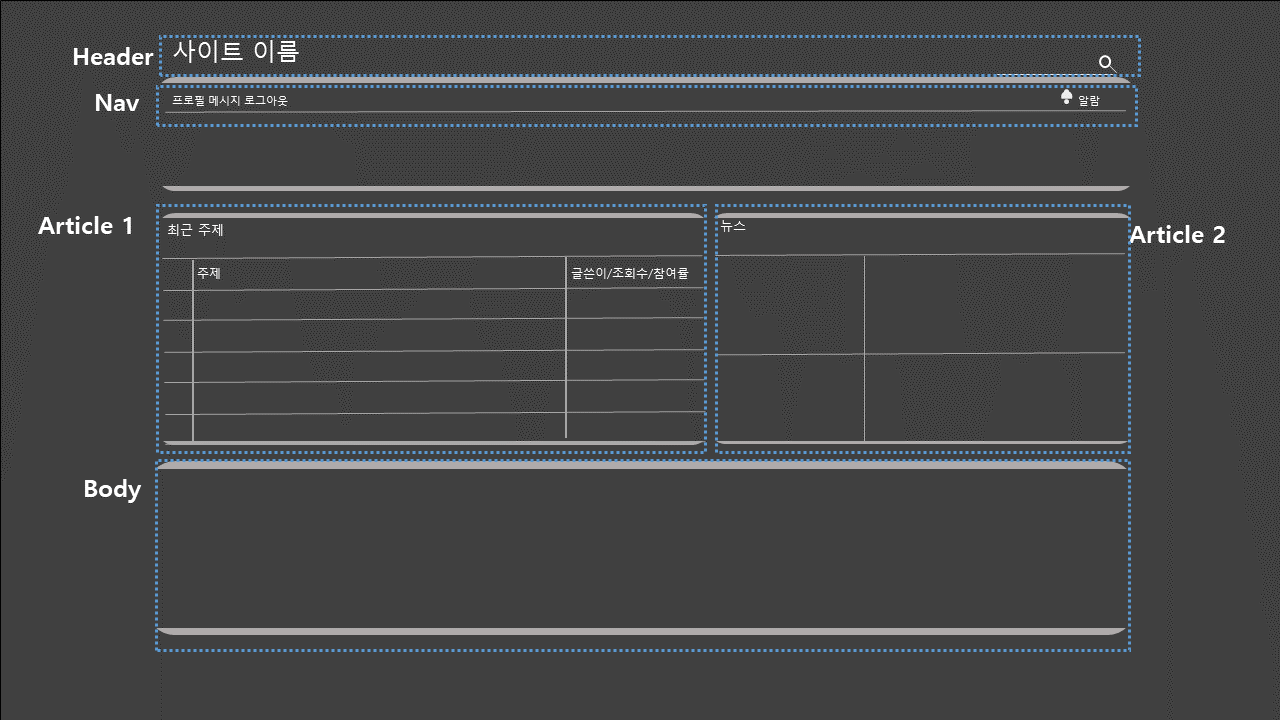 Header
사이트 이름
Nav
프로필 메시지 로그아웃
알람
Article 1
최근 주제
주제
글쓴이/조회수/참여률
뉴스
Article 2
Body